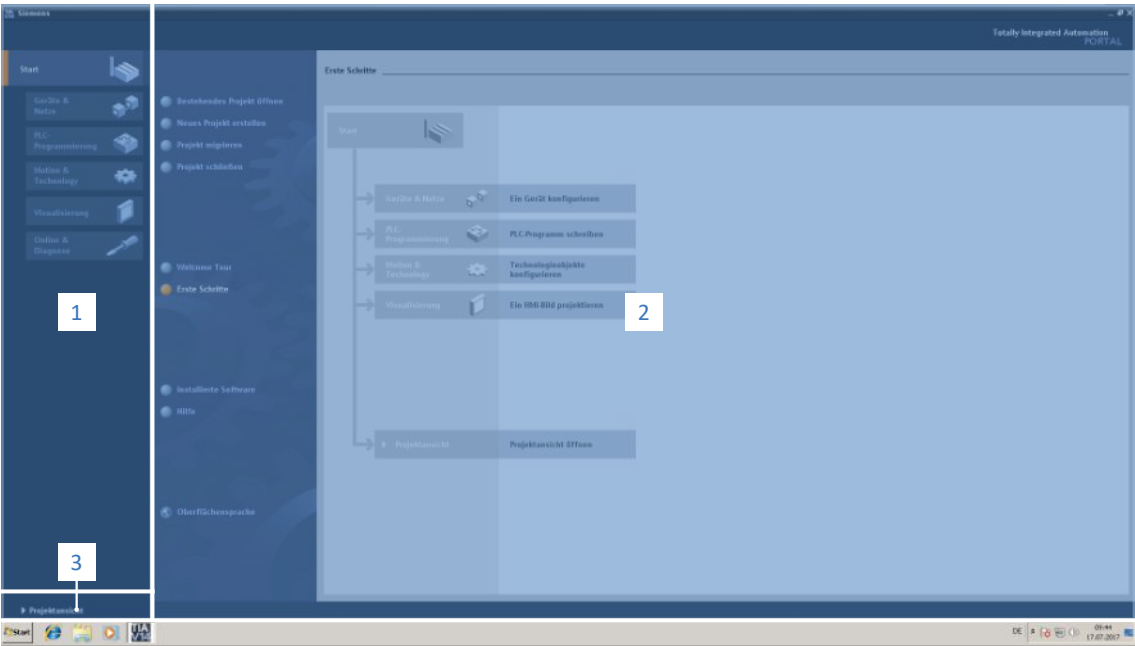 Siemens
Totally Integrated Automation
PORTAL
Start
Geräte &
Netze
PLC-
Programmierung
Motion &
Technology
Visualisierung
Online &
Diagnose
1
3
Projektansicht
Bestehendes Projekt öffnen
Neues Projekt erstellen
Projekt migrieren
Projekt schließen
Welcome Tour
Erste Schritte
Installierte Software
Hilfe
Oberflächensprache
Erste Schritte
Start
Geräte & Netze
Ein Gerät konfigurieren
PLC-
Programmierung
PLC-Programm schreiben
Motion &
Technology
Technologieobjekte
konfigurieren
Visualisierung
Ein HMI-Bild projektieren
2
Projektansicht
Projektansicht öffnen
Start
DE
17.07.2017